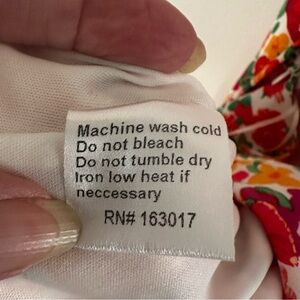 Machine wash cold
Do not bleach
Do not tumble dry
Iron low heat if
neccessary
RN# 163017